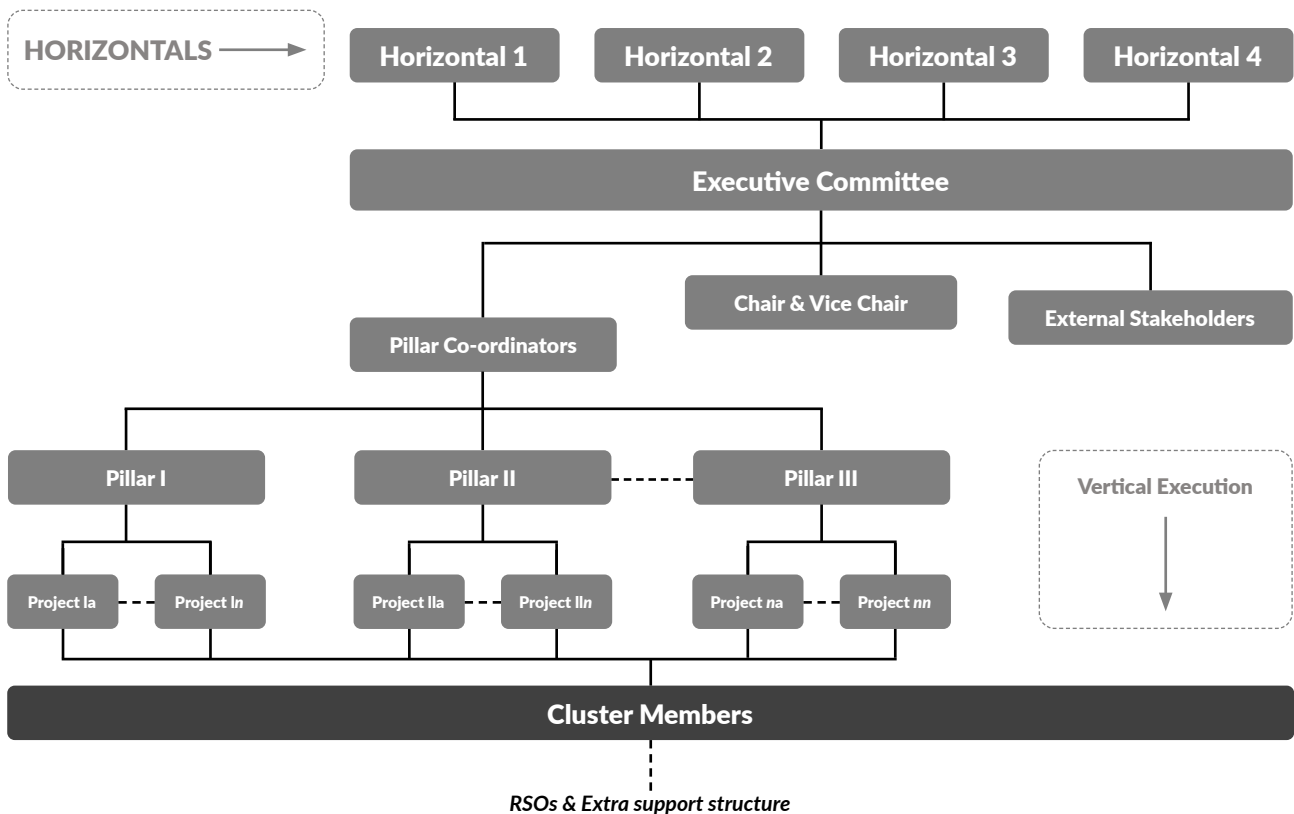 HORIZONTALS
Horizontal 1
Horizontal 2
Horizontal 3
Horizontal 4
Executive Committee
Chair & Vice Chair
External Stakeholders
Pillar Co-ordinators
Pillar I
Pillar II
Pillar III
Vertical Execution
Project Ia
Project In
Project IIa
Project IIn
Project na
Project nn
Cluster Members
RSOs & Extra support structure